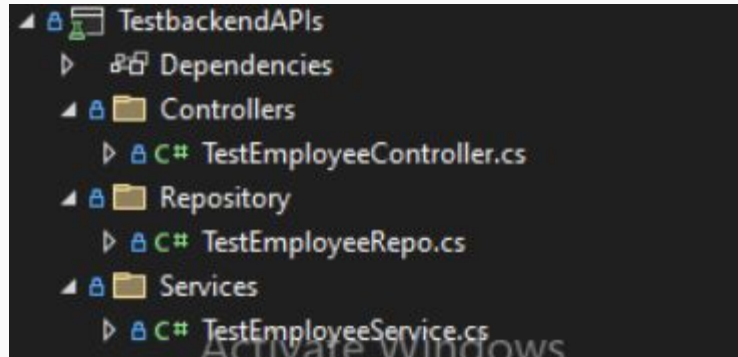 TestbackendAPIs
Dependencies
Controllers
C# TestEmployeeController.cs
Repository
C# TestEmployeeRepo.cs
Services
C# TestEmployeeService.cs
Activate Windows